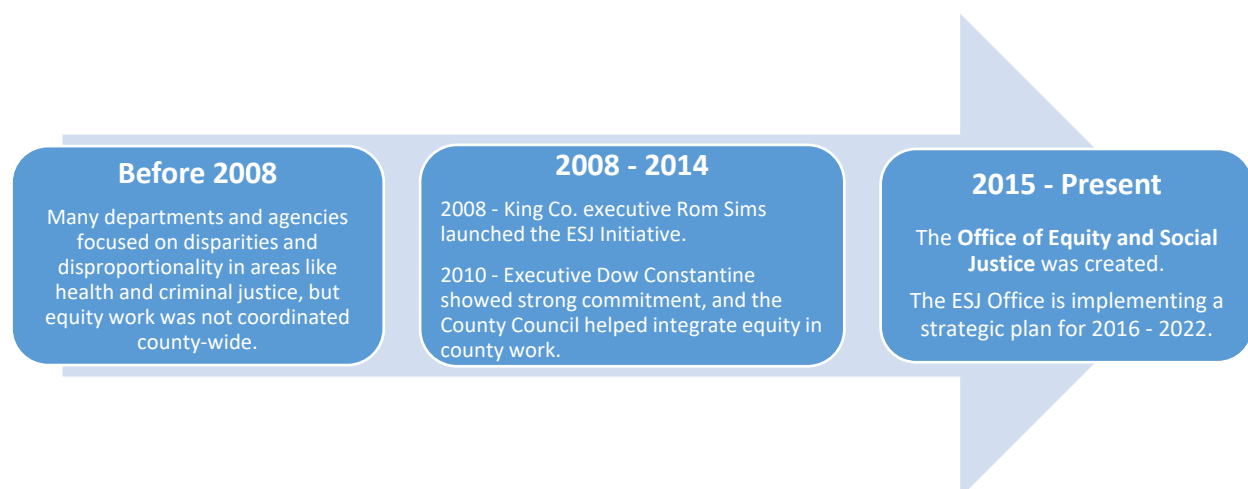 Before 2008
Many departments and agencies
focused on disparities and
disproportionality in areas like
health and criminal justice, but
equity work was not coordinated
county-wide.
2008 - 2014
2008 - King Co. executive Rom Sims
launched the ESJ Initiative.
2010 - Executive Dow Constantine
showed strong commitment, and the
County Council helped integrate equity in
county work.
2015 - Present
The Office of Equity and Social
Justice was created.
The ESJ Office is implementing a
strategic plan for 2016 - 2022.